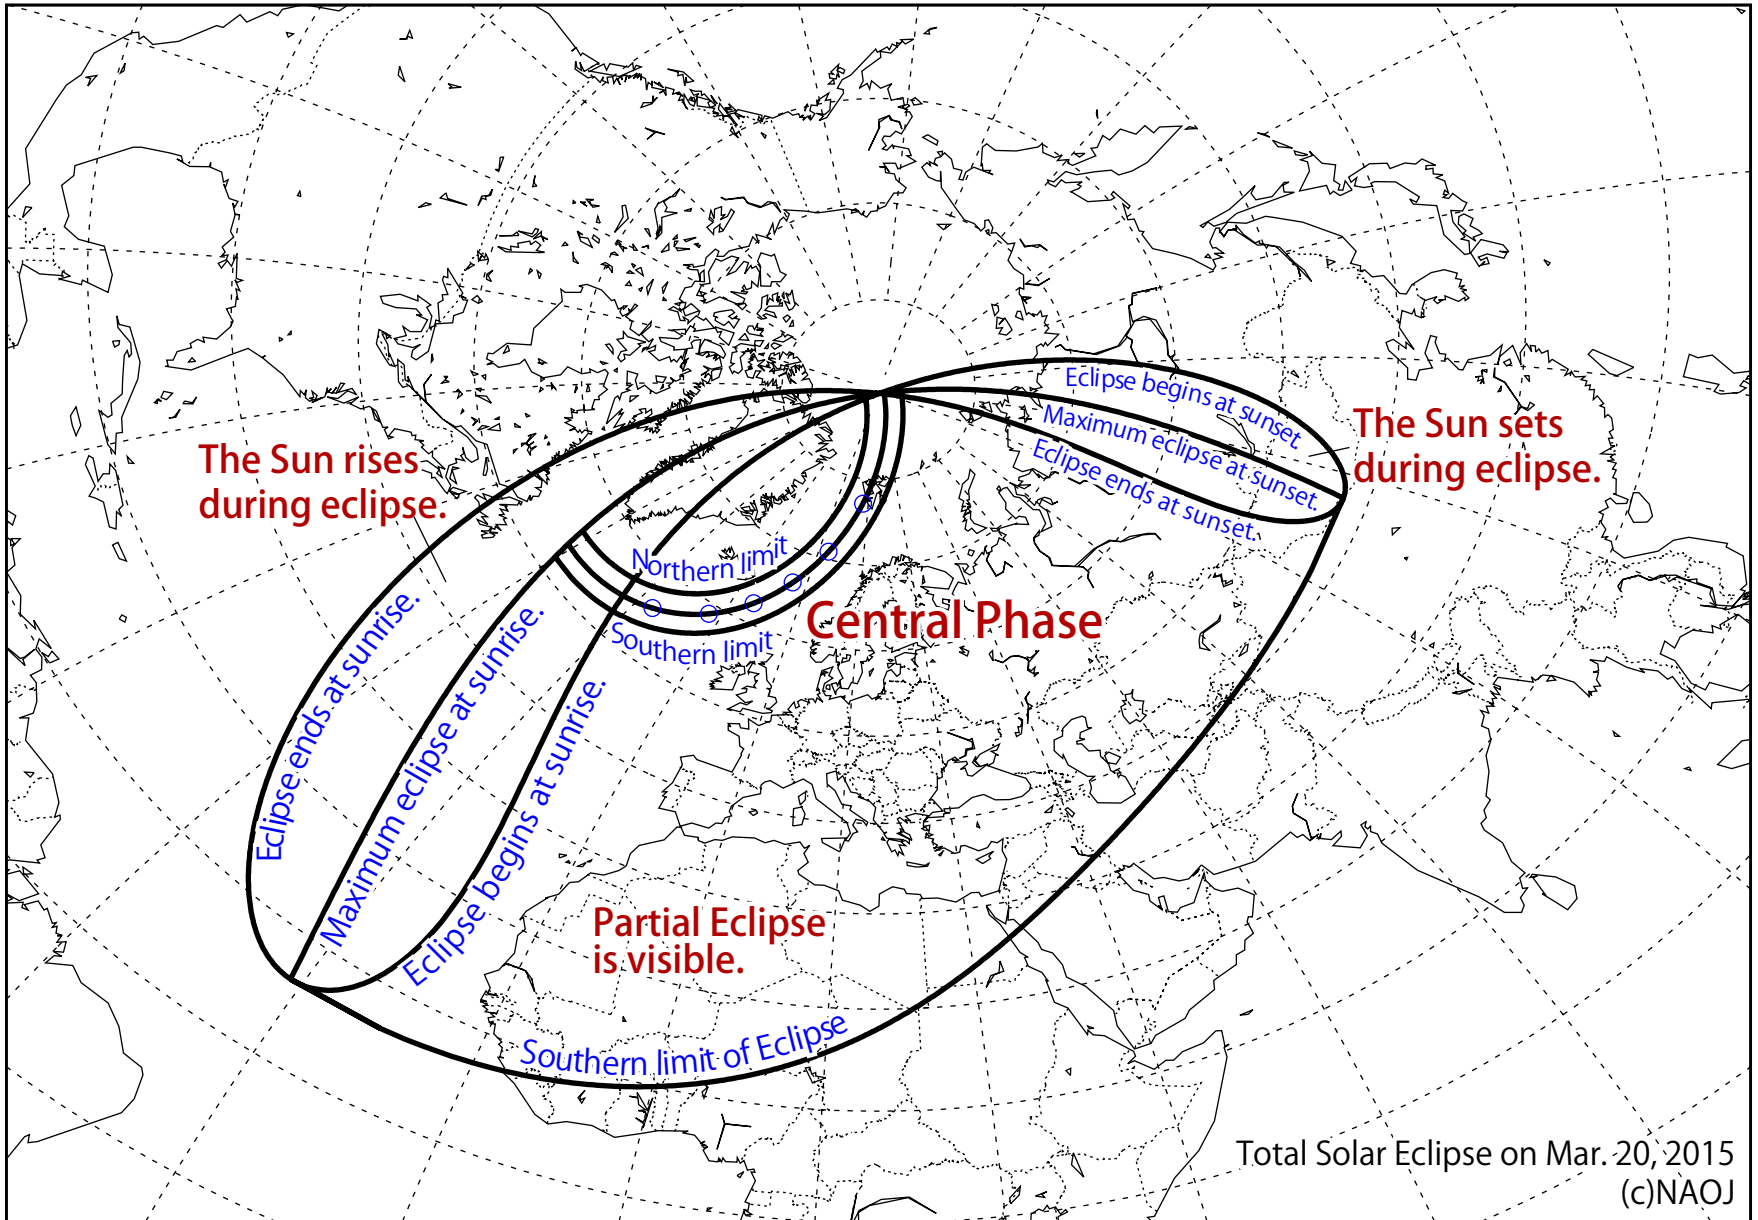 Eclipse begins at sunset.
Maximum eclipse at sunset.
Eclipse ends at sunset.
The Sun sets
during eclipse.
The Sun rises
during eclipse.
Northern limit
Central Phase
Southern limit
Eclipse ends at sunrise.
Maximum eclipse at sunrise.
Eclipse begins at sunrise.
Partial Eclipse
is visible.
Southern limit of Eclipse
Total Solar Eclipse on Mar. 20, 2015
(c)NAOJ